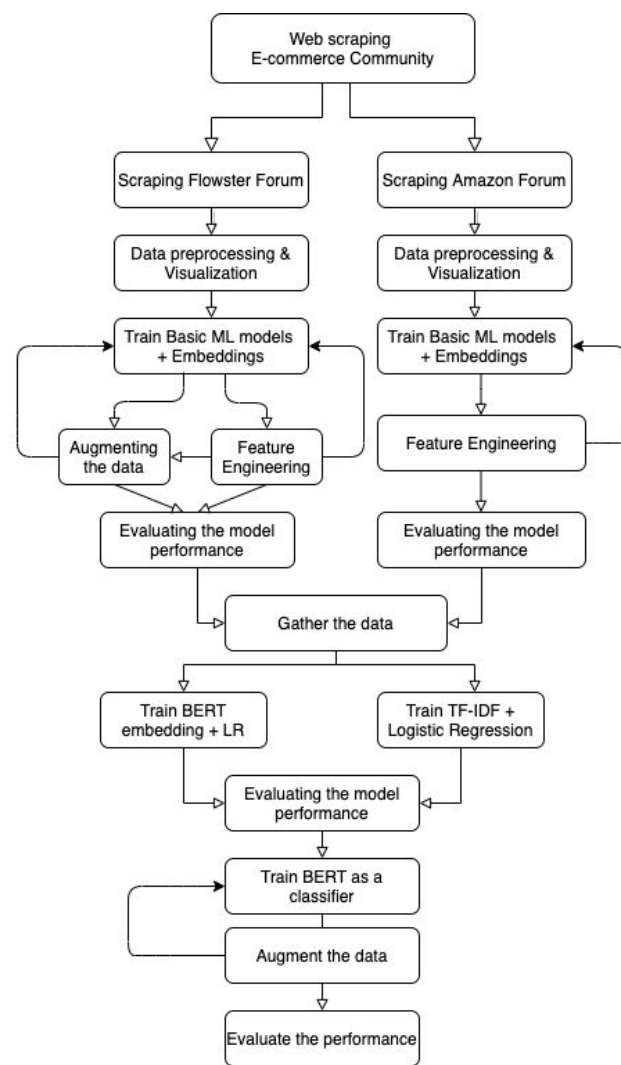 Web scraping
E-commerce Community
Scraping Flowster Forum
Scraping Amazon Forum
Data preprocessing &
Visualization
Data preprocessing &
Visualization
Train Basic ML models
+ Embeddings
Train Basic ML models
+ Embeddings
Augmenting
the data
Feature
Engineering
Feature Engineering
Evaluating the model
performance
Evaluating the model
performance
Gather the data
Train BERT
embedding + LR
Train TF-IDF +
Logistic Regression
Evaluating the model
performance
Train BERT as a
classifier
Augment the data
Evaluate the performance